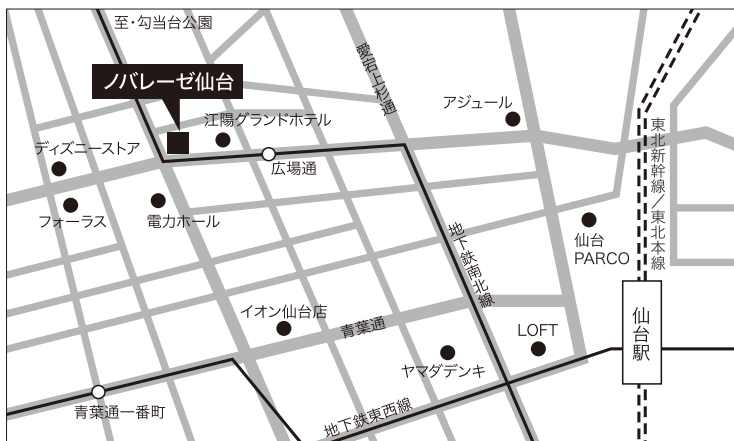 至・勾当台公園
愛宕上杉通
ノバレーゼ仙台
アジュール
江陽グランドホテル
東北新幹線／東北本線
ディズニーストア
広場通
フォーラス
電力ホール
地下鉄南北線
仙台
PARCO
イオン仙台店
青葉通
LOFT
仙台駅
ヤマダデンキ
青葉通一番町
地下鉄東西線